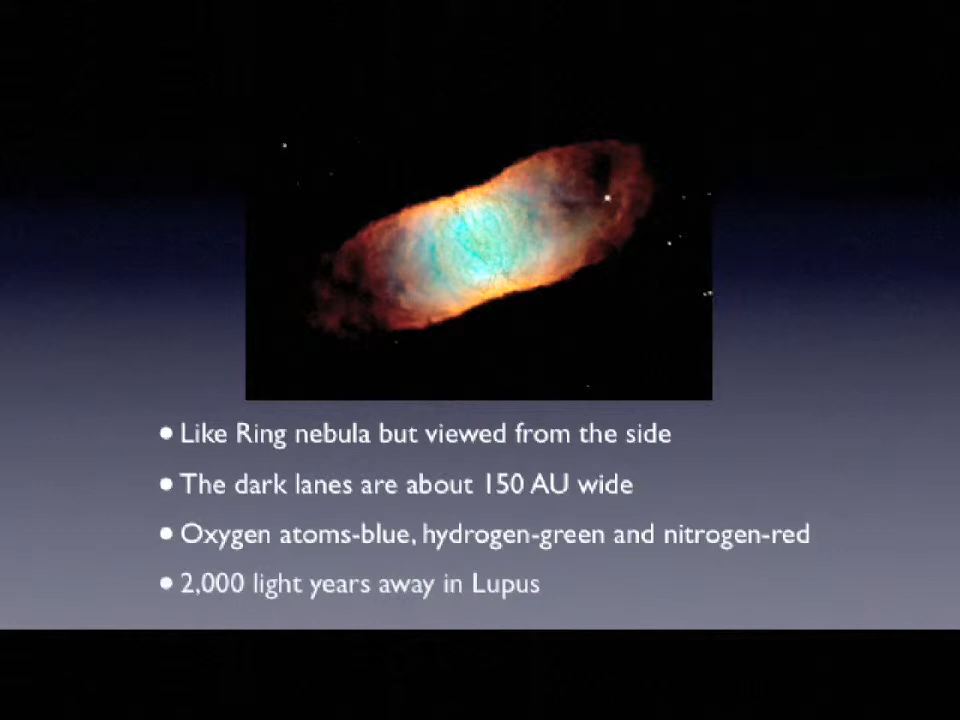 • Like Ring nebula but viewed from the side
• The dark lanes are about 150 AU wide
• Oxygen atoms-blue, hydrogen-green and nitrogen-red
• 2,000 light years away in Lupus